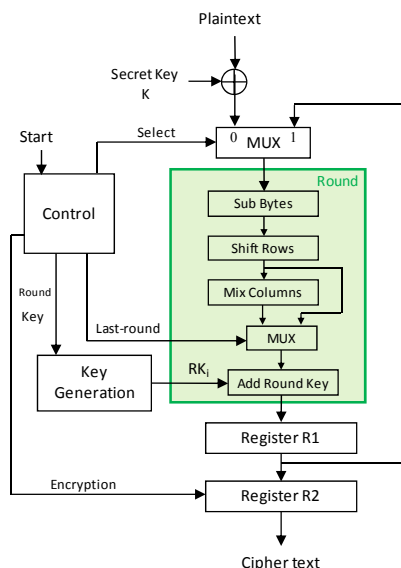 Plaintext
Secret Key
K
Start
Select
0 MUX 1
Round
Sub Bytes
Control
Shift Rows
Round
Key
Mix Columns
Last-round
MUX
Key
Generation
RKi
Add Round Key
Register R1
Encryption
Register R2
Cipher text